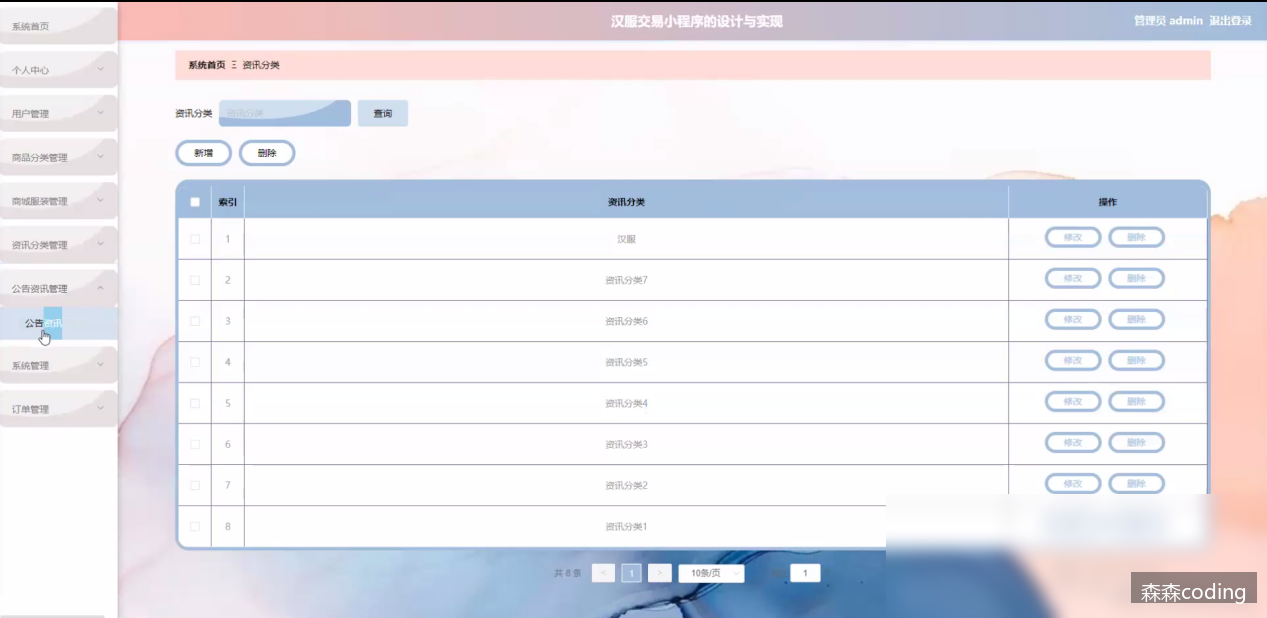 汉服交易小程序的设计与实现
管理员 admin 退出登录
系统首页
个人中心
用户管理
商品分类管理
商城服装管理
资讯分类管理
公告资讯管理
公告资讯
系统管理
订单管理
系统首页 Ξ 资讯分类
资讯分类 资讯分类 查询
新增 删除
索引 资讯分类 操作
1 汉服 修改 删除
2 资讯分类7 修改 删除
3 资讯分类6 修改 删除
4 资讯分类5 修改 删除
5 资讯分类4 修改 删除
6 资讯分类3 修改 删除
7 资讯分类2 修改 删除
8 资讯分类1
共 8 条 < 1 > 10条/页 1
森森coding